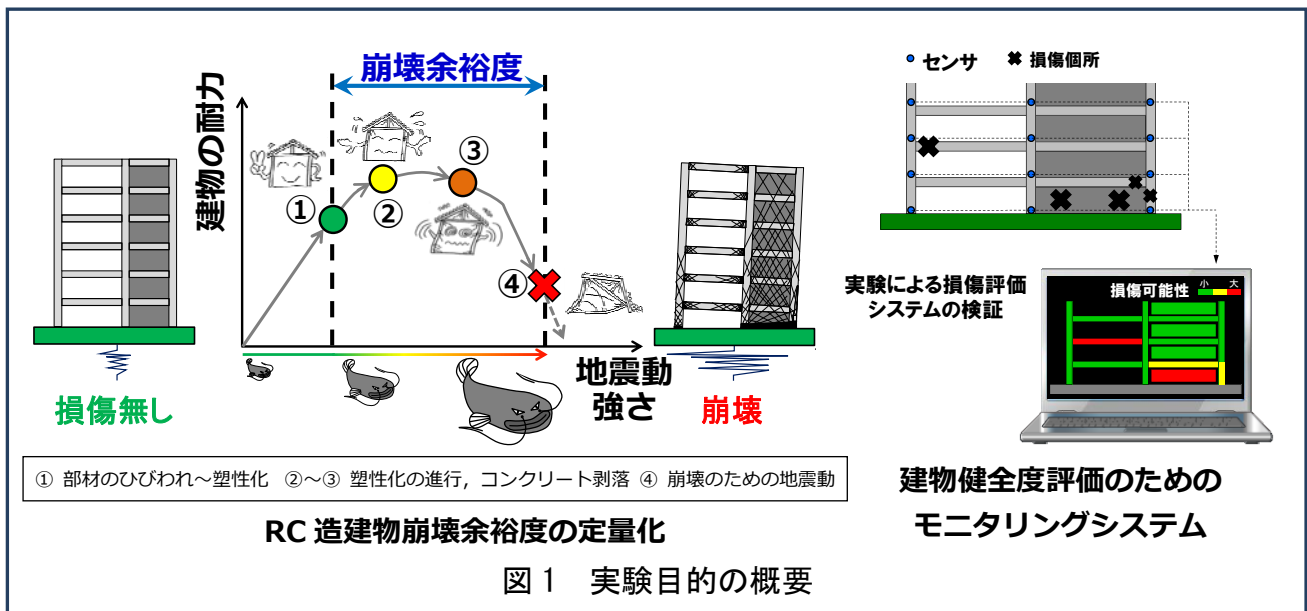 崩壊余裕度
建物の耐力
①
②
③
④
地震動
強さ
損傷無し
崩壊
① 部材のひびわれ～塑性化 ②～③ 塑性化の進行，コンクリート剥落 ④ 崩壊のための地震動
RC 造建物崩壊余裕度の定量化
センサ 損傷個所
実験による損傷評価
システムの検証
損傷可能性 小 大
建物健全度評価のための
モニタリングシステム
図1 実験目的の概要